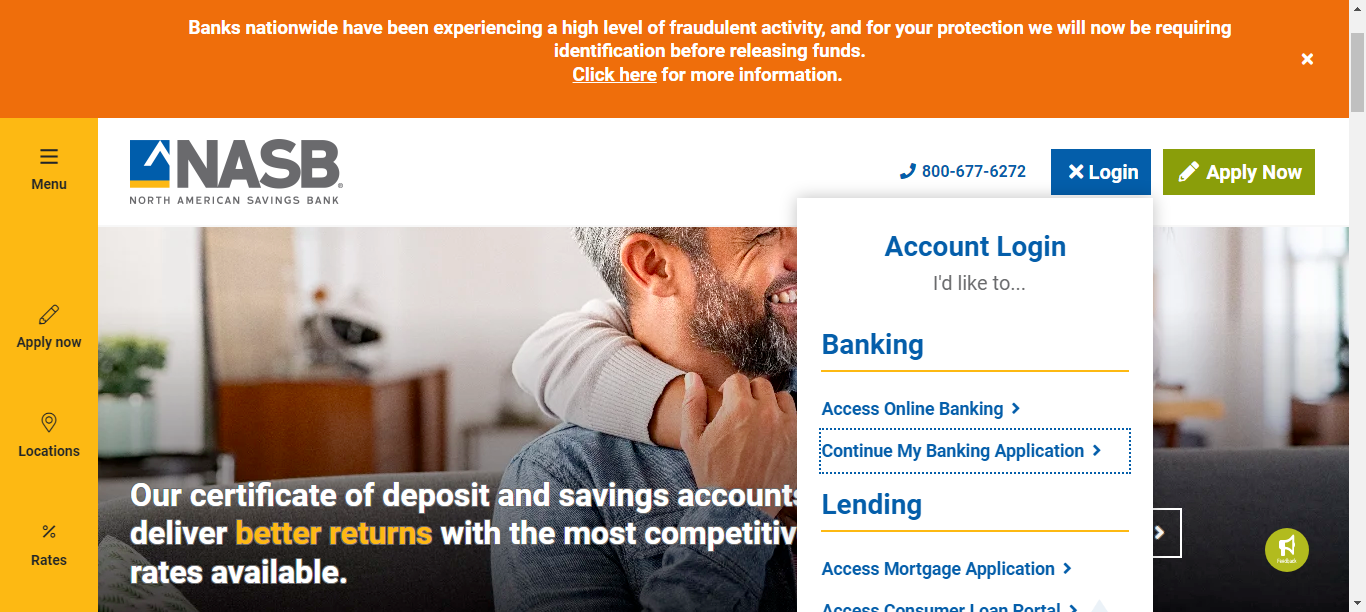 Banks nationwide have been experiencing a high level of fraudulent activity, and for your protection we will now be requiring
identification before releasing funds.
Click here for more information.
Menu
Apply now
Locations
Rates
NASB
NORTH AMERICAN SAVINGS BANK
800-677-6272
Login
Apply Now
Account Login
I'd like to...
Banking
Access Online Banking
Continue My Banking Application
Lending
Access Mortgage Application
Access Consumer Loan Portal
Our certificate of deposit and savings accounts
deliver better returns with the most competitiv
rates available.
Feedback